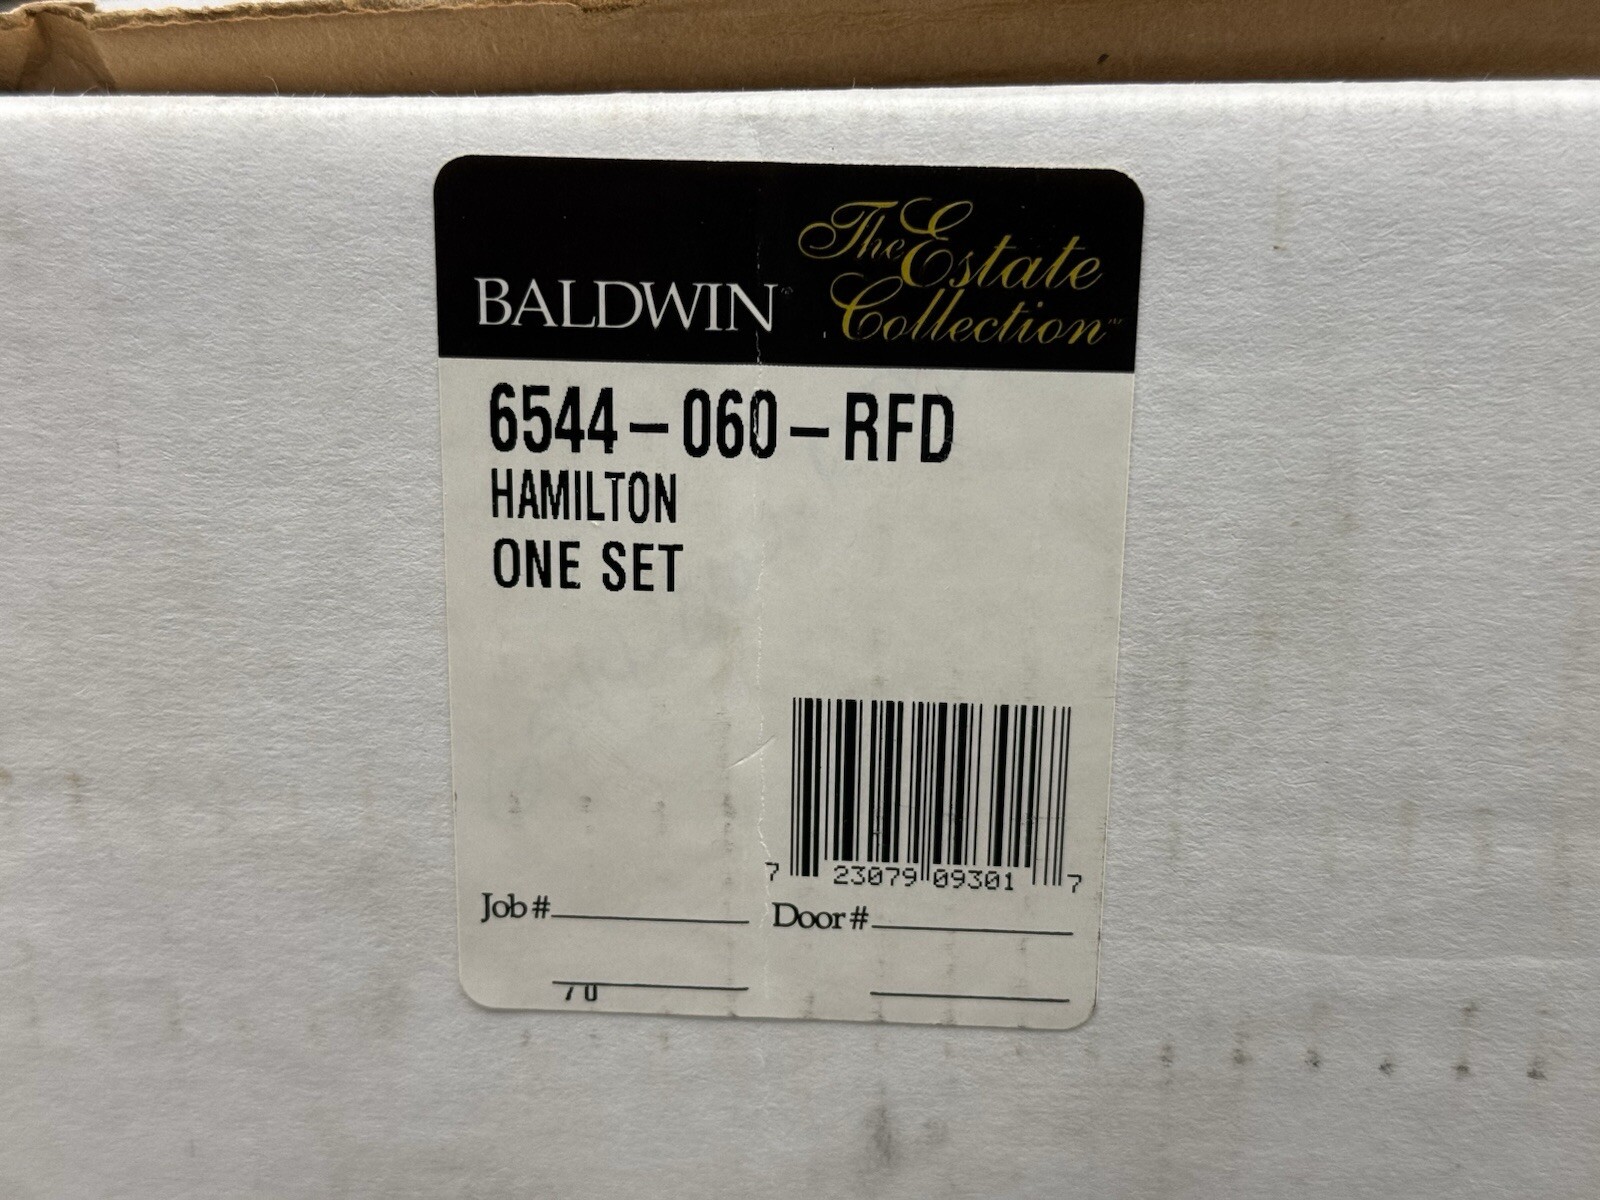 BALDWIN
The Estate
Collection
6544-060-RFD
HAMILTON
ONE SET
7 23079 09301 7
Job# Door#